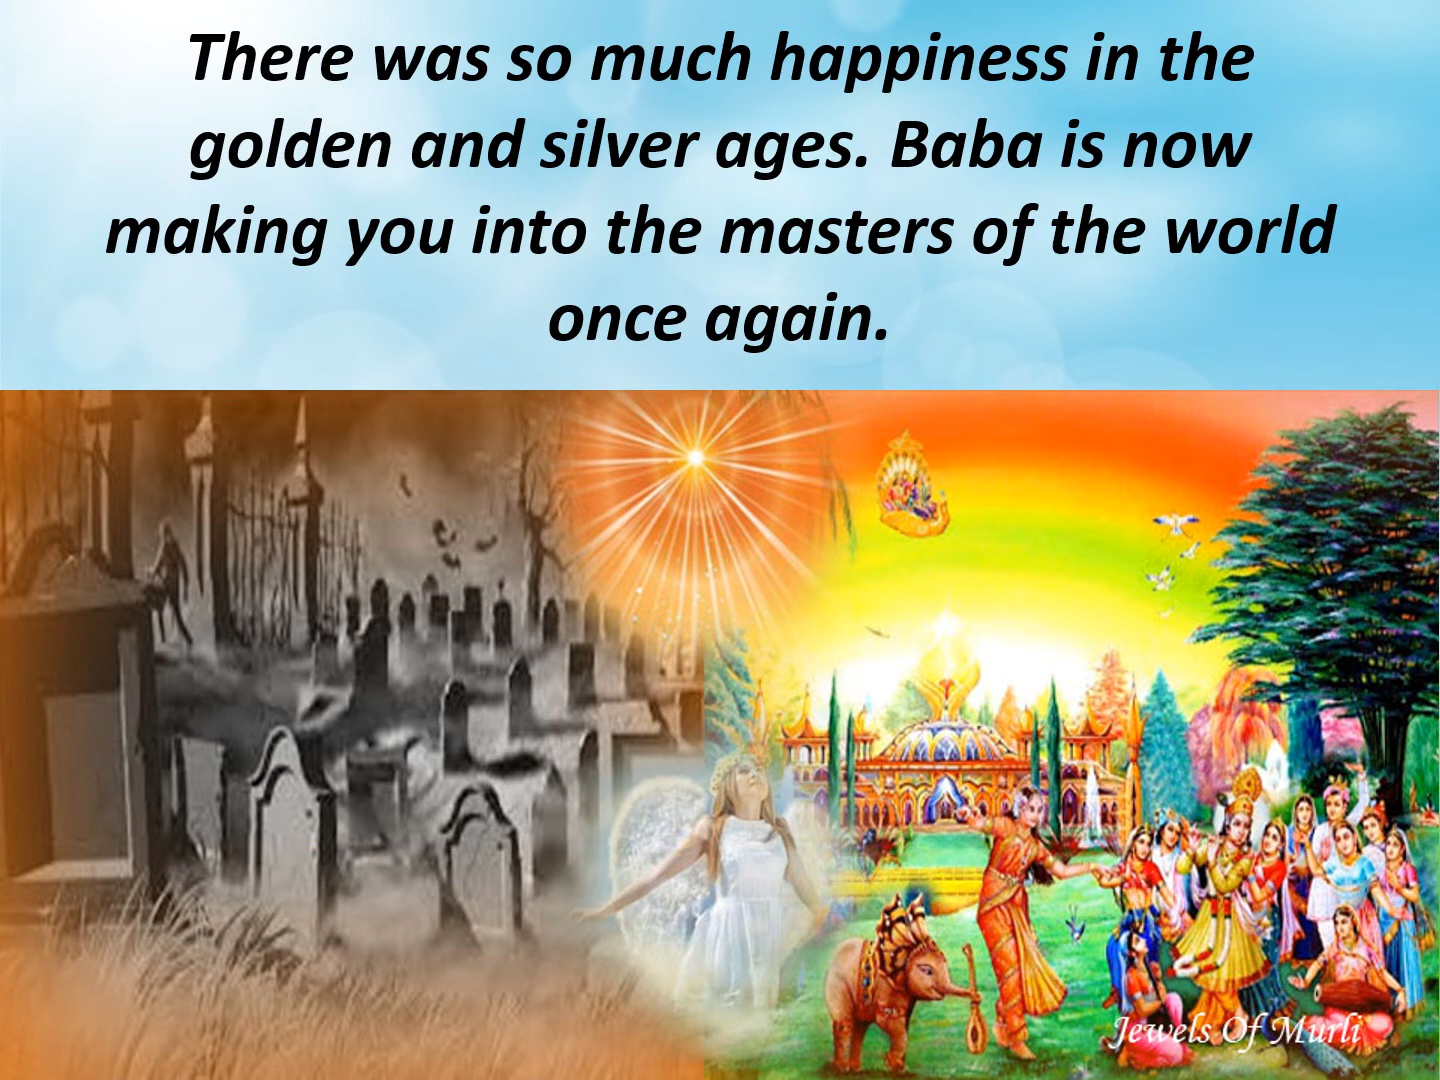 There was so much happiness in the
golden and silver ages. Baba is now
making you into the masters of the world
once again.
Jewels Of Murli